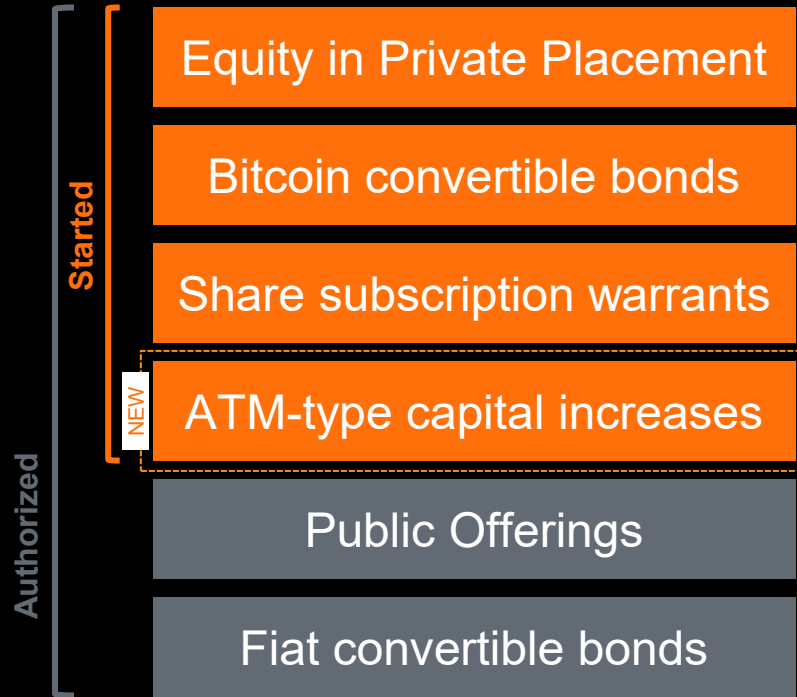 Equity in Private Placement
Bitcoin convertible bonds
Share subscription warrants
ATM-type capital increases
Public Offerings
Fiat convertible bonds
Started
NEW
Authorized